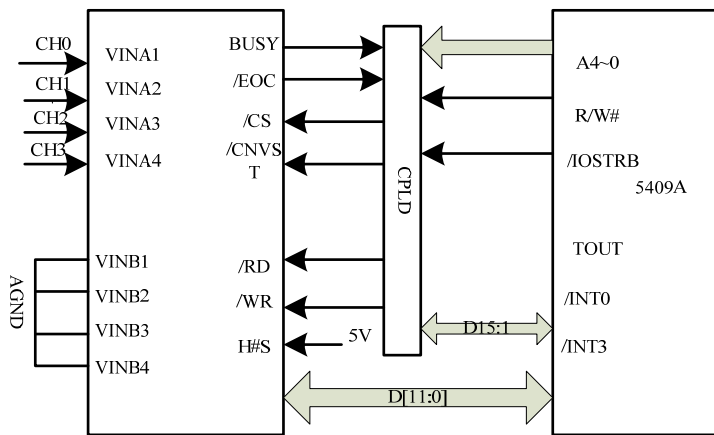 CH0
CH1
CH2
CH3
VINA1
VINA2
VINA3
VINA4
AGND
VINB1
VINB2
VINB3
VINB4
BUSY
/EOC
/CS
/CNVS
T
/RD
/WR
H#S
5V
CPLD
A4~0
R/W#
/IOSTRB
5409A
TOUT
/INT0
/INT3
D15:1
D[11:0]